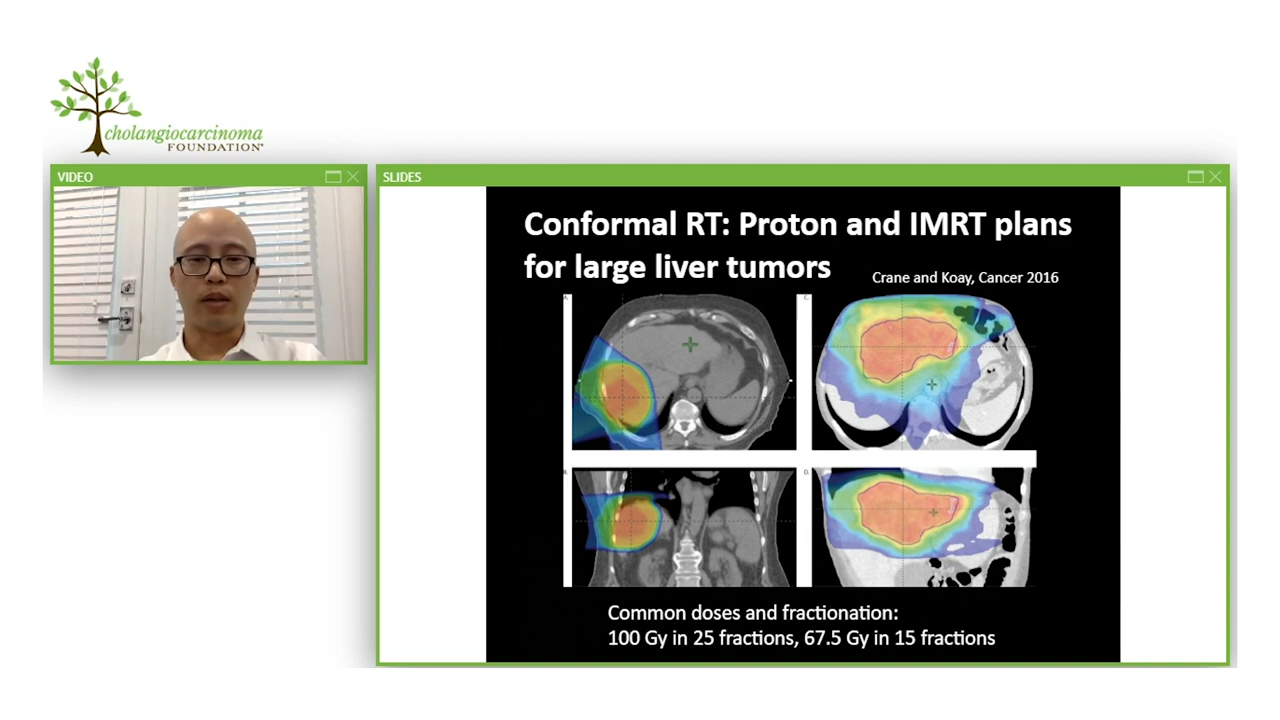 cholangiocarcinoma
FOUNDATION®
VIDEO
SLIDES
Conformal RT: Proton and IMRT plans
for large liver tumors
Crane and Koay, Cancer 2016
A.
C.
B.
D.
Common doses and fractionation:
100 Gy in 25 fractions, 67.5 Gy in 15 fractions